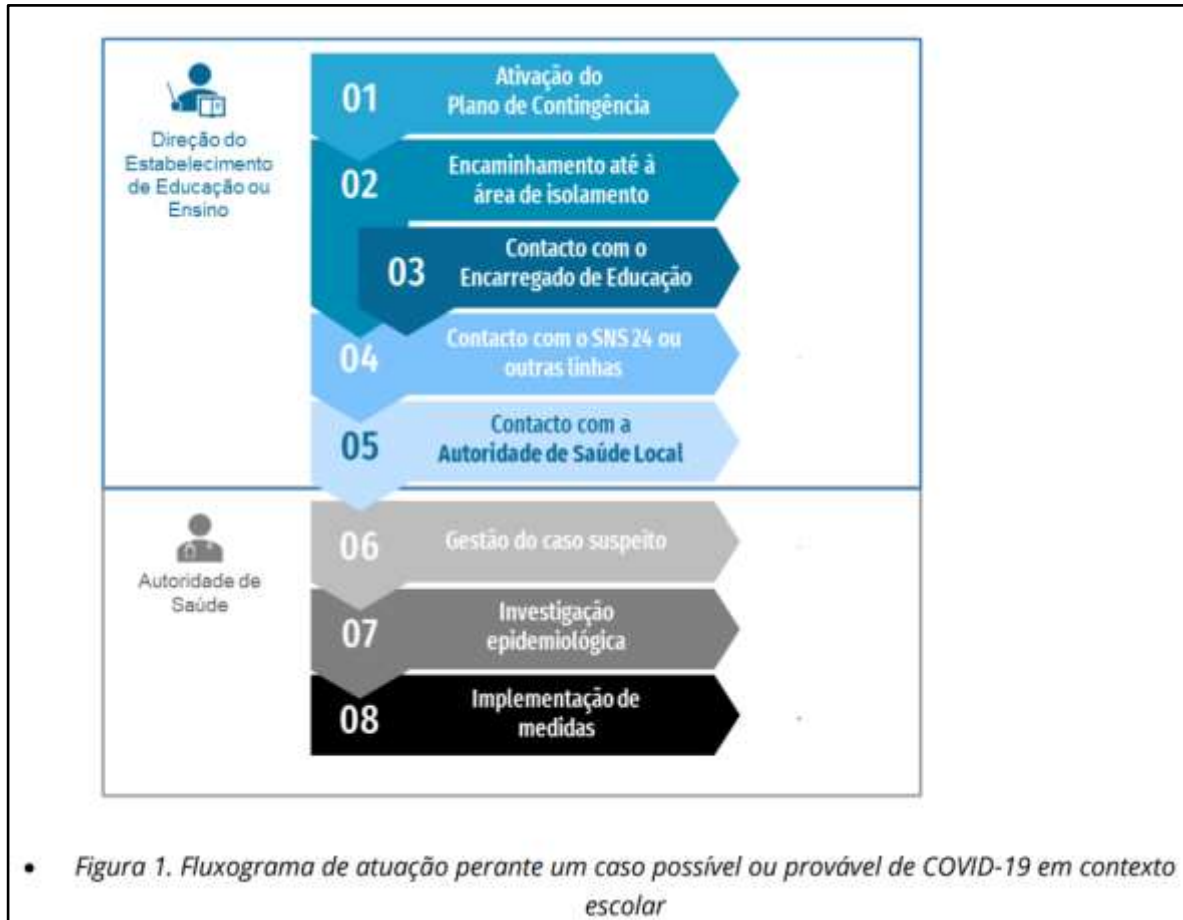 Direção do
Estabelecimento
de Educação ou
Ensino
01
Ativação do
Plano de Contingência
02
Encaminhamento até à
área de isolamento
03
Contacto com o
Encarregado de Educação
04
Contacto com o SNS 24 ou
outras linhas
05
Contacto com a
Autoridade de Saúde Local
Autoridade de
Saúde
06
Gestão do caso suspeito
07
Investigação
epidemiológica
08
Implementação de
medidas
• Figura 1. Fluxograma de atuação perante um caso possível ou provável de COVID-19 em contexto
escolar